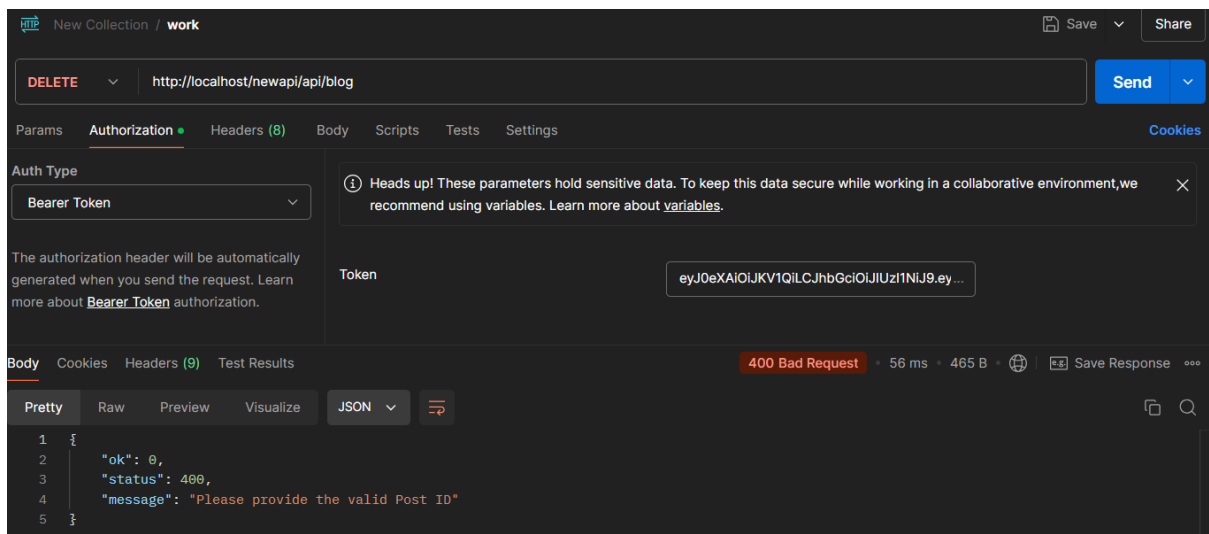 HTTP New Collection / work Save Share
DELETE http://localhost/newapi/api/blog Send
Params Authorization Headers (8) Body Scripts Tests Settings Cookies
Auth Type
Bearer Token
The authorization header will be automatically
generated when you send the request. Learn
more about Bearer Token authorization.
Heads up! These parameters hold sensitive data. To keep this data secure while working in a collaborative environment,we
recommend using variables. Learn more about variables.
Token eyJ0eXAiOiJKV1QiLCJhbGciOiJIUzI1NiJ9.ey...
Body Cookies Headers (9) Test Results 400 Bad Request 56 ms 465 B e.g. Save Response
Pretty Raw Preview Visualize JSON
1 {
2 "ok": 0,
3 "status": 400,
4 "message": "Please provide the valid Post ID"
5 }